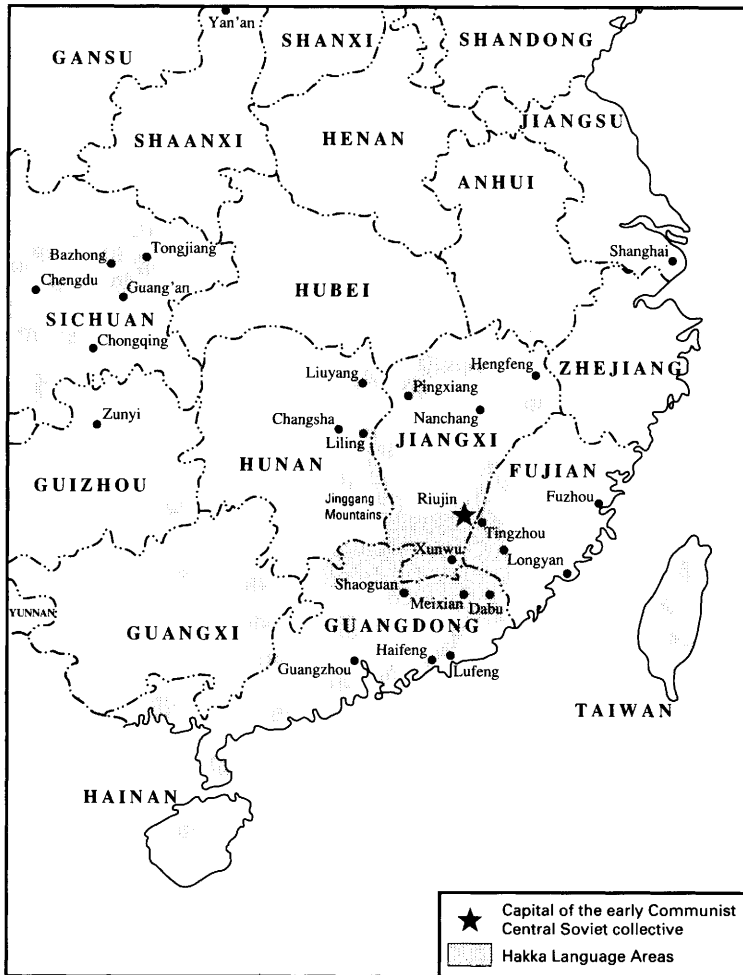 Yan'an
GANSU
SHANXI
SHANDONG
SHAANXI
HENAN
JIANGSU
ANHUI
Bazhong
Tongjiang
Shanghai
Chengdu
Guang'an
HUBEI
SICHUAN
Chongqing
Liuyang
Hengfeng
ZHEJIANG
Pingxiang
Zunyi
Changsha
Nanchang
Liling
JIANGXI
HUNAN
FUJIAN
GUIZHOU
Jinggang
Mountains
Riujin
Fuzhou
Tingzhou
Xunwu
Longyan
Shaoguan
Meixian
Dabu
YUNNAN
GUANGXI
GUANGDONG
Haifeng
Guangzhou
Lufeng
TAIWAN
HAINAN
Capital of the early Communist
Central Soviet collective
Hakka Language Areas